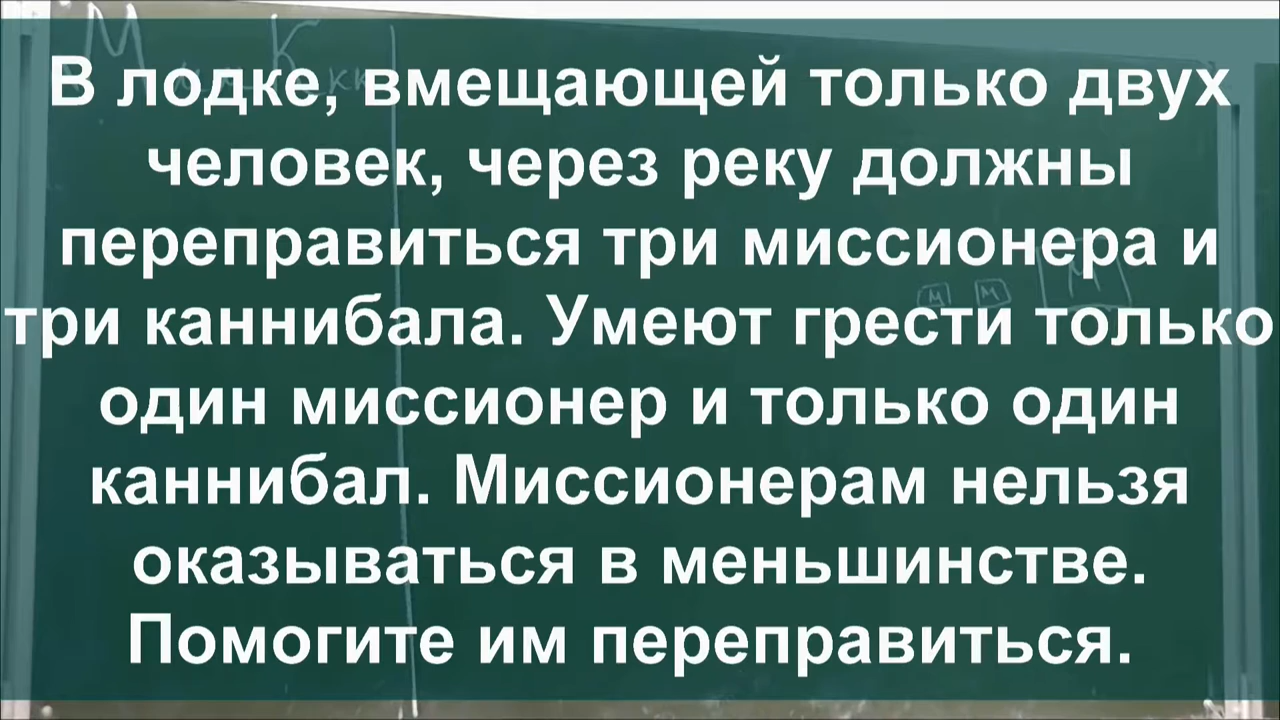 М К
В лодке, вмещающей только двух
человек, через реку должны
переправиться три миссионера и
три каннибала. Умеют грести только
один миссионер и только один
каннибал. Миссионерам нельзя
оказываться в меньшинстве.
Помогите им переправиться.
м м М